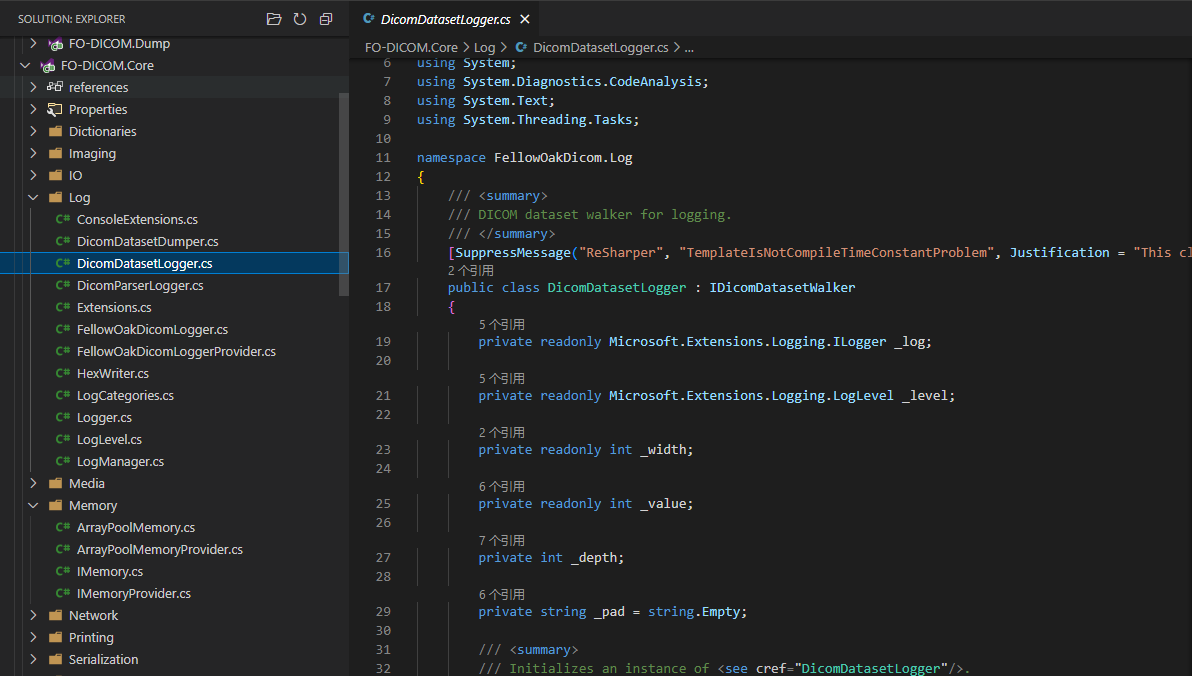 SOLUTION: EXPLORER
FO-DICOM.Dump
FO-DICOM.Core
references
Properties
Dictionaries
Imaging
IO
Log
ConsoleExtensions.cs
DicomDatasetDumper.cs
DicomDatasetLogger.cs
DicomParserLogger.cs
Extensions.cs
FellowOakDicomLogger.cs
FellowOakDicomLoggerProvider.cs
HexWriter.cs
LogCategories.cs
Logger.cs
LogLevel.cs
LogManager.cs
Media
Memory
ArrayPoolMemory.cs
ArrayPoolMemoryProvider.cs
IMemory.cs
IMemoryProvider.cs
Network
Printing
Serialization
DicomDatasetLogger.cs
FO-DICOM.Core > Log > DicomDatasetLogger.cs > ...
6 using System;
7 using System.Diagnostics.CodeAnalysis;
8 using System.Text;
9 using System.Threading.Tasks;
10
11 namespace FellowOakDicom.Log
12 {
13 /// <summary>
14 /// DICOM dataset walker for logging.
15 /// </summary>
16 [SuppressMessage("ReSharper", "TemplateIsNotCompileTimeConstantProblem", Justification = "This cl
2 个引用
17 public class DicomDatasetLogger : IDicomDatasetWalker
18 {
5 个引用
19 private readonly Microsoft.Extensions.Logging.ILogger _log;
20
5 个引用
21 private readonly Microsoft.Extensions.Logging.LogLevel _level;
22
2 个引用
23 private readonly int _width;
24
6 个引用
25 private readonly int _value;
26
7 个引用
27 private int _depth;
28
6 个引用
29 private string _pad = string.Empty;
30
31 /// <summary>
32 /// Initializes an instance of <see cref="DicomDatasetLogger"/>.